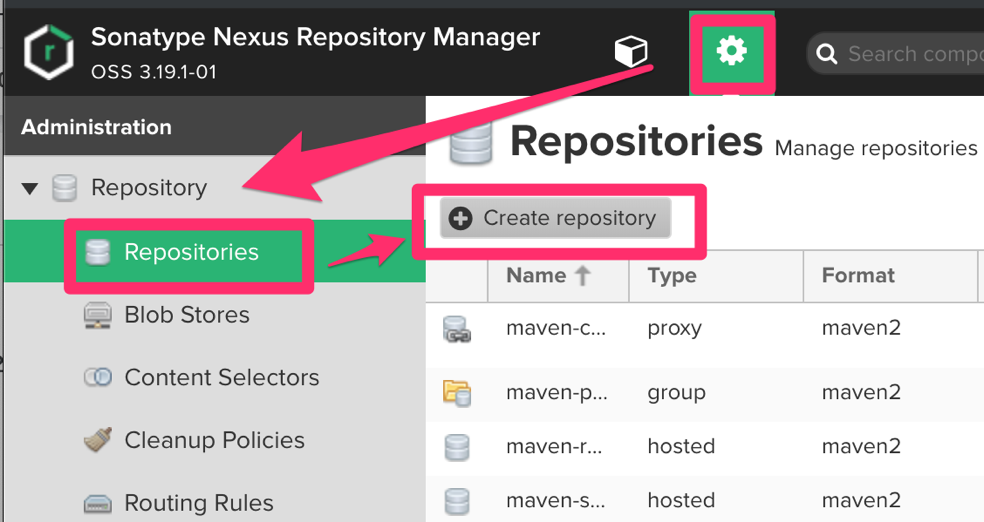 Sonatype Nexus Repository Manager
OSS 3.19.1-01
Search compo
Administration
Repository
Repositories
Blob Stores
Content Selectors
Cleanup Policies
Routing Rules
Repositories Manage repositories
Create repository
Name Type Format
maven-c... proxy maven2
maven-p... group maven2
maven-r... hosted maven2
maven-s... hosted maven2